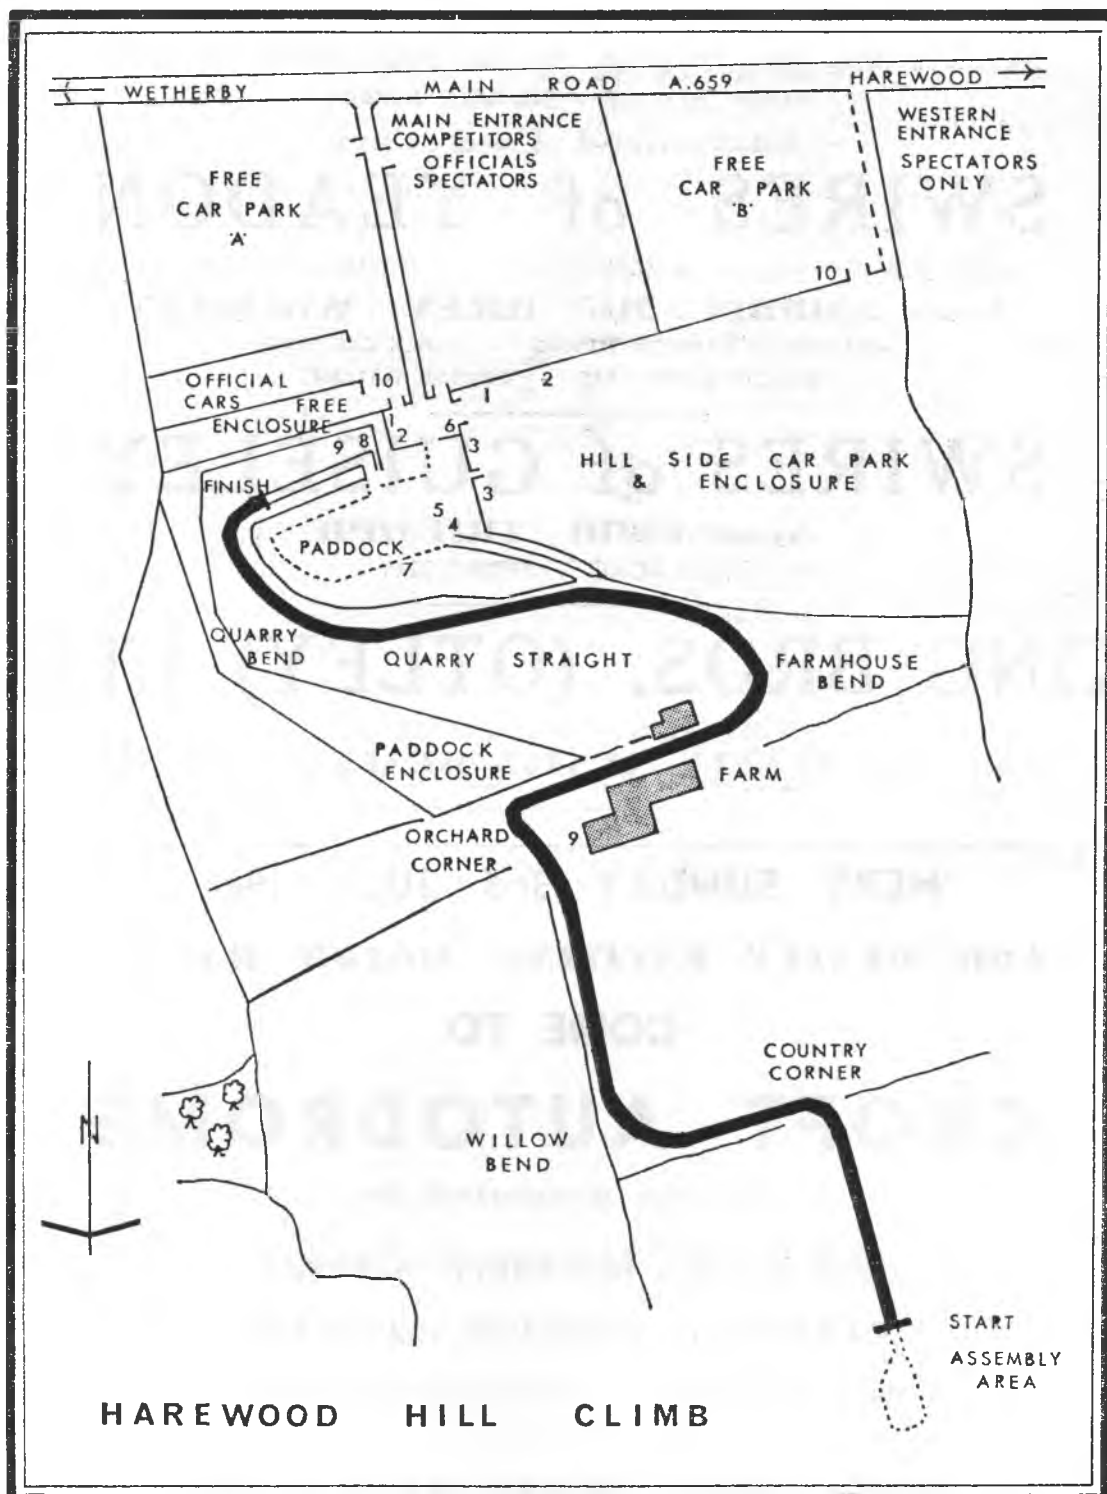 WETHERBY
MAIN ROAD A.659
HAREWOOD
MAIN ENTRANCE
COMPETITORS
OFFICIALS
SPECTATORS
WESTERN
ENTRANCE
SPECTATORS
ONLY
FREE
CAR PARK
'A'
FREE
CAR PARK
'B'
10
OFFICIAL
CARS
10
FREE
ENCLOSURE
1
2
1
2
6
3
3
9
8
5
4
7
HILL SIDE CAR PARK
& ENCLOSURE
FINISH
PADDOCK
QUARRY
BEND
QUARRY STRAIGHT
FARMHOUSE
BEND
PADDOCK
ENCLOSURE
FARM
9
ORCHARD
CORNER
COUNTRY
CORNER
WILLOW
BEND
N
START
ASSEMBLY
AREA
HAREWOOD HILL CLIMB